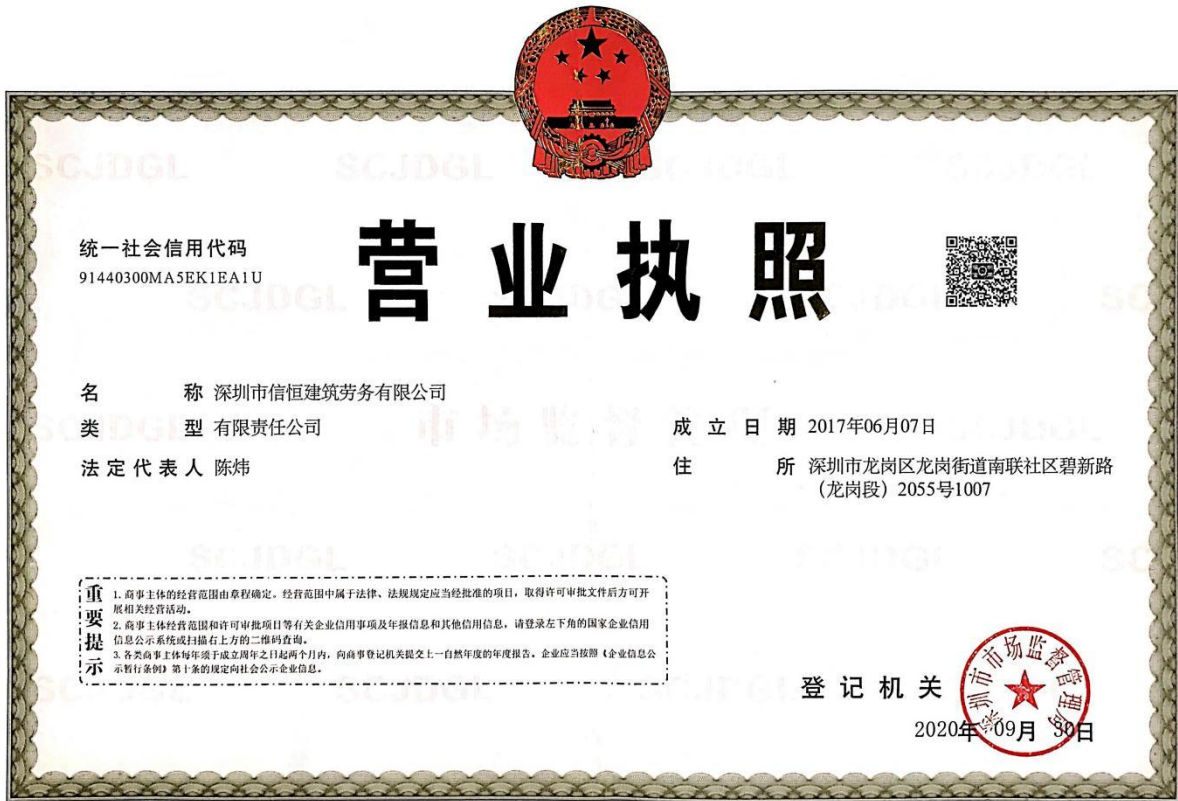 营业执照
统一社会信用代码
91440300MA5EK1EA1U
名 称 深圳市信恒建筑劳务有限公司
类 型 有限责任公司
法定代表人 陈炜
成立日期 2017年06月07日
住 所 深圳市龙岗区龙岗街道南联社区碧新路
（龙岗段）2055号1007
重要提示
1. 商事主体的经营范围由章程确定。经营范围中属于法律、法规规定应当经批准的项目，取得许可审批文件后方可开
展相关经营活动。
2. 商事主体经营范围和许可审批项目等有关企业信用事项及年报信息和其他信用信息，请登录左下角的国家企业信用
信息公示系统或扫描右上方的二维码查询。
3. 各类商事主体每年须于成立周年之日起两个月内，向商事登记机关提交上一自然年度的年度报告。企业应当按照《企业信息公
示暂行条例》第十条的规定向社会公示企业信息。
登记机关
深圳市市场监督管理局
2020年 09月 30日
SCJDGL